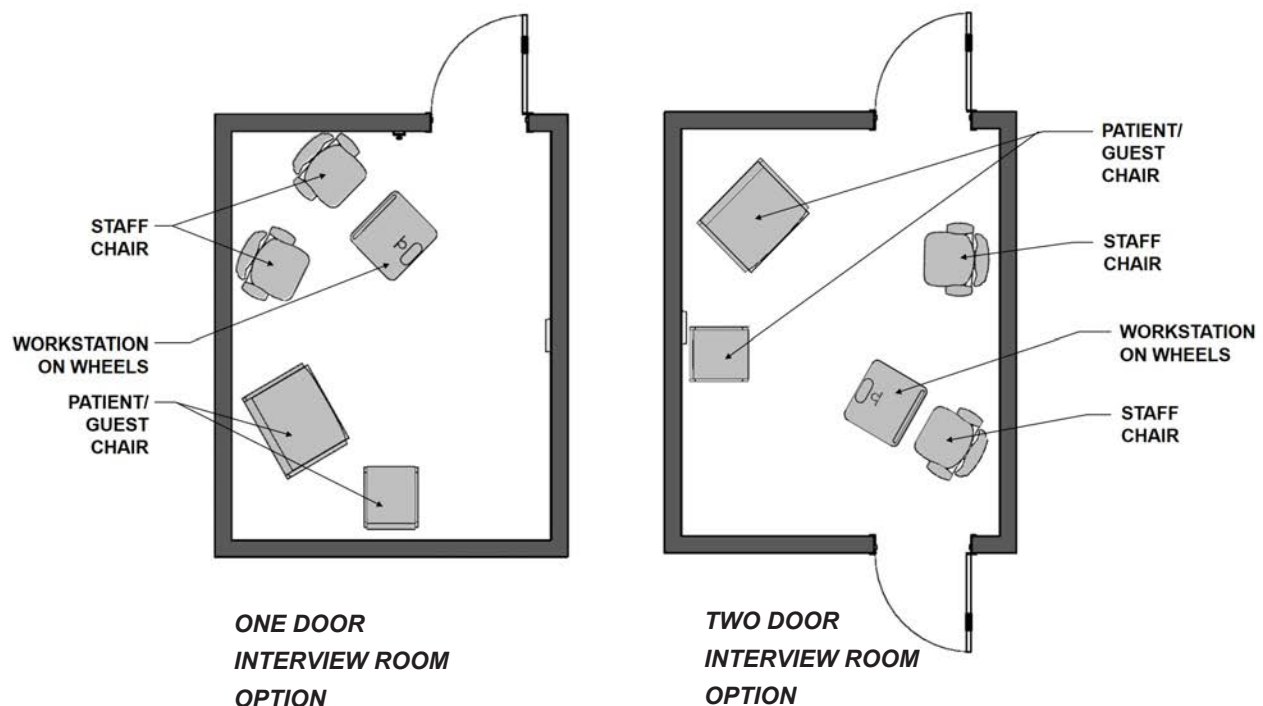 STAFF
CHAIR
WORKSTATION
ON WHEELS
PATIENT/
GUEST
CHAIR
ONE DOOR
INTERVIEW ROOM
OPTION
PATIENT/
GUEST
CHAIR
STAFF
CHAIR
WORKSTATION
ON WHEELS
STAFF
CHAIR
TWO DOOR
INTERVIEW ROOM
OPTION